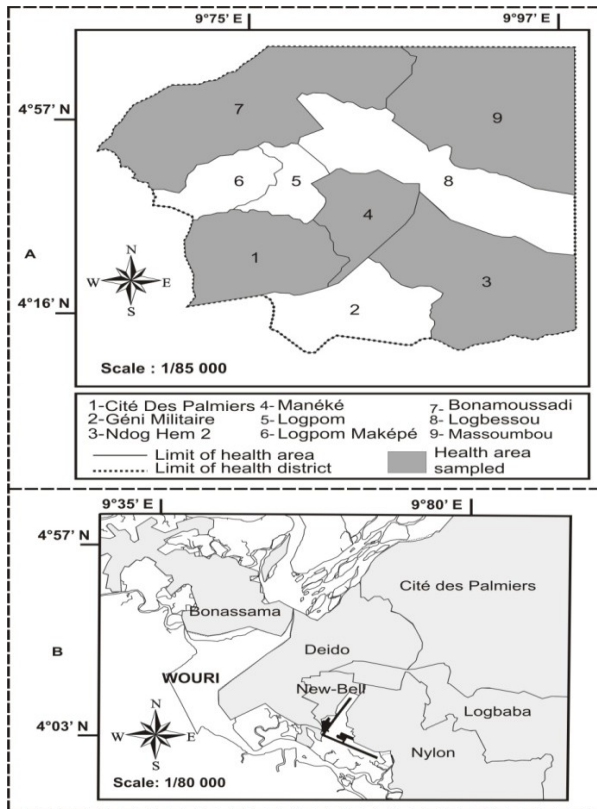 9°75’ E 9°97’ E
4°57’ N
7
9
6
5
8
4
A
N
W E
S
1
3
4°16’ N
2
Scale : 1/85 000
1-Cité Des Palmiers 4- Manéké 7- Bonamoussadi
2-Géni Militaire 5- Logpom 8- Logbessou
3-Ndog Hem 2 6- Logpom Maképé 9- Massoumbou
Limit of health area
Limit of health district
Health area
sampled
9°35’ E 9°80’ E
4°57’ N
Cité des Palmiers
Bonassama
Deido
B
WOURI
New-Bell
Logbaba
N
W E
S
4°03’ N
Nylon
Scale: 1/80 000